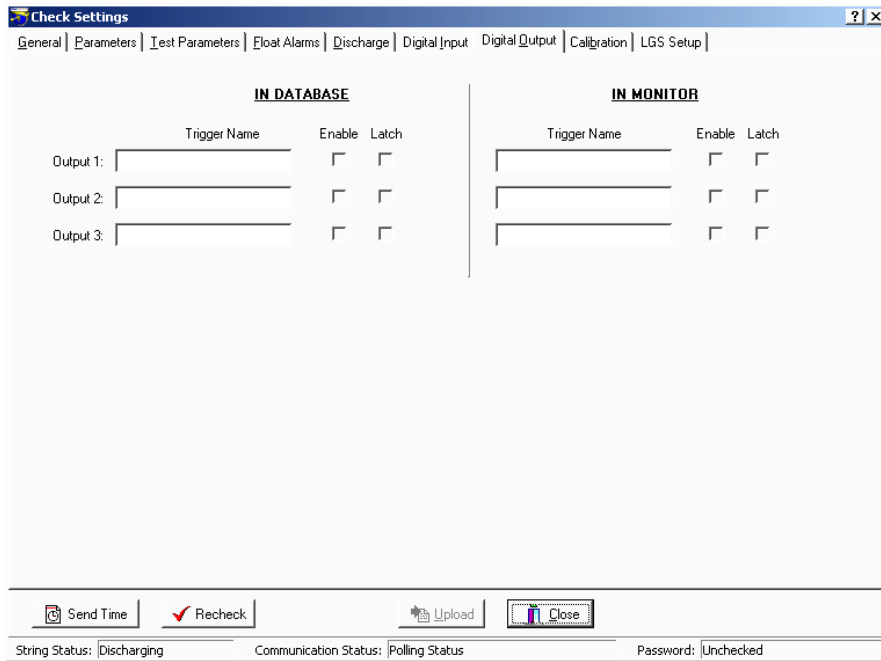 Check Settings
General Parameters Test Parameters Float Alarms Discharge Digital Input Digital Output Calibration LGS Setup
IN DATABASE IN MONITOR
Trigger Name Enable Latch Trigger Name Enable Latch
Output 1:
Output 2:
Output 3:
Send Time Recheck Upload Close
String Status: Discharging Communication Status: Polling Status Password: Unchecked